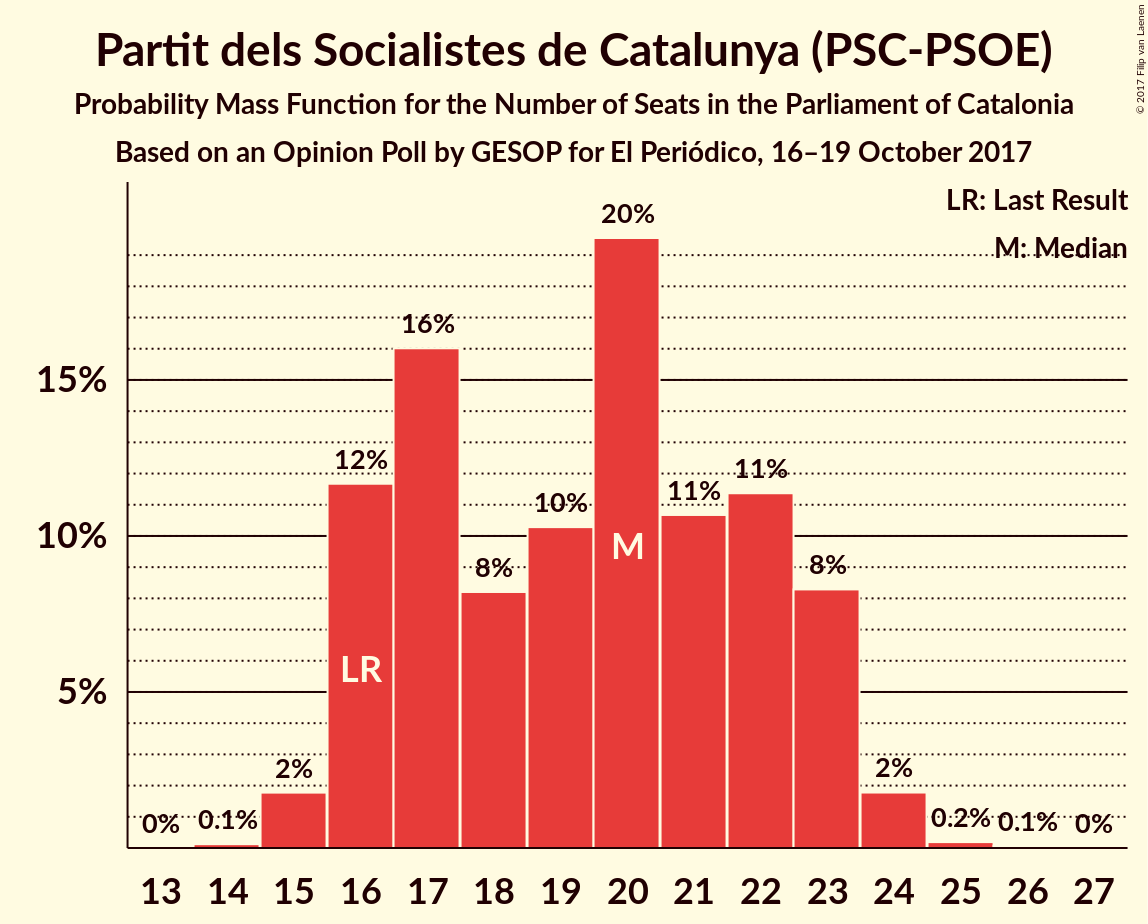 Partit dels Socialistes de Catalunya (PSC-PSOE)
Probability Mass Function for the Number of Seats in the Parliament of Catalonia
Based on an Opinion Poll by GESOP for El Periódico, 16–19 October 2017
© 2017 Filip van Laenen
LR: Last Result
M: Median
15%
10%
5%
0%
0.1%
2%
12%
16%
8%
10%
20%
11%
11%
8%
2%
0.2%
0.1%
0%
LR
M
13 14 15 16 17 18 19 20 21 22 23 24 25 26 27